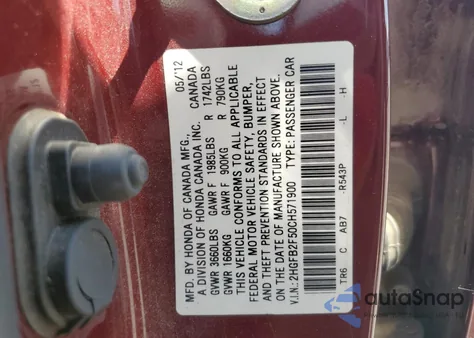 MFD. BY HONDA OF CANADA MFG., 05/'12
A DIVISION OF HONDA CANADA INC. CANADA
GVWR 3660LBS GAWR F 1985LBS R 1742LBS
GVWR 1660KG GAWR F 900KG R 790KG
THIS VEHICLE CONFORMS TO ALL APPLICABLE
FEDERAL MOTOR VEHICLE SAFETY, BUMPER,
AND THEFT PREVENTION STANDARDS IN EFFECT
ON THE DATE OF MANUFACTURE SHOWN ABOVE.
V.I.N.: 2HGFB2F50CH571900 TYPE: PASSENGER CAR
TR6 C AB7 -R543P -L -H
autoSnap